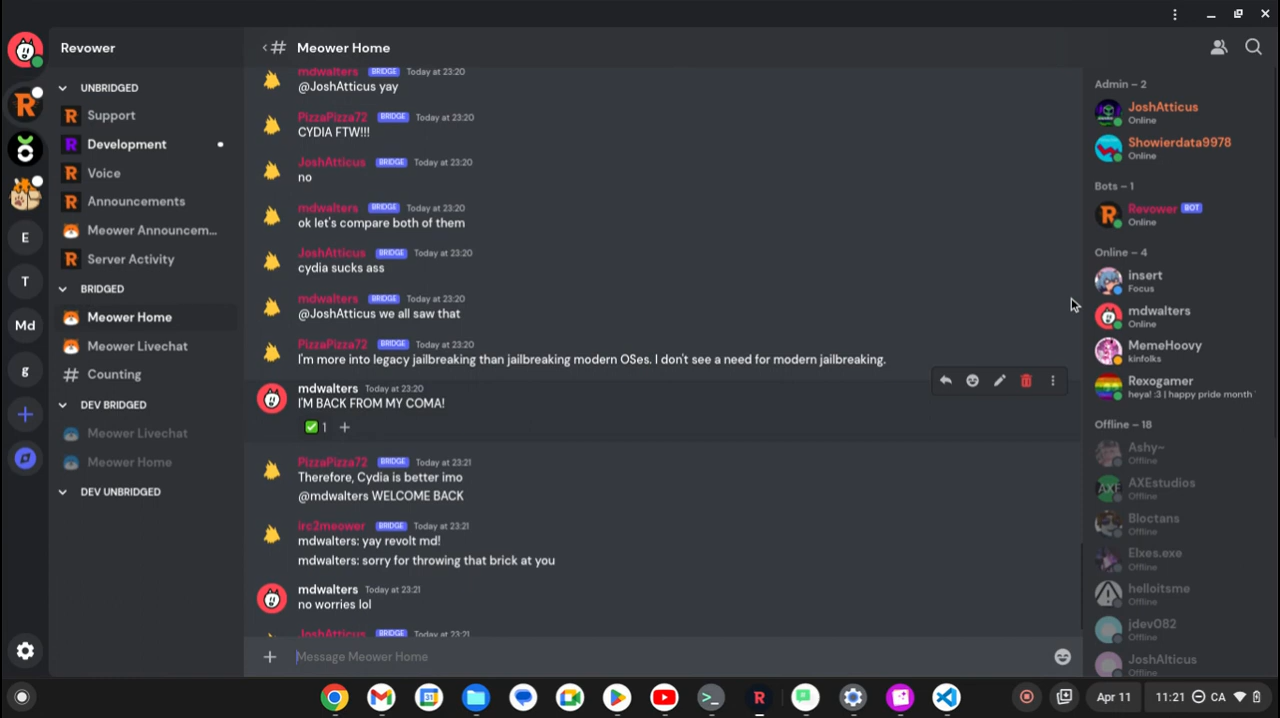 Revower
UNBRIDGED
Support
Development
Voice
Announcements
Meower Announcem...
Server Activity
BRIDGED
Meower Home
Meower Livechat
Counting
DEV BRIDGED
Meower Livechat
Meower Home
DEV UNBRIDGED
E
T
Md
g
# Meower Home
mdwalters BRIDGE Today at 23:20
@JoshAtticus yay
PizzaPizza72 BRIDGE Today at 23:20
CYDIA FTW!!!
JoshAtticus BRIDGE Today at 23:20
no
mdwalters BRIDGE Today at 23:20
ok let's compare both of them
JoshAtticus BRIDGE Today at 23:20
cydia sucks ass
mdwalters BRIDGE Today at 23:20
@JoshAtticus we all saw that
PizzaPizza72 BRIDGE Today at 23:20
I'm more into legacy jailbreaking than jailbreaking modern OSes. I don't see a need for modern jailbreaking.
mdwalters Today at 23:20
I'M BACK FROM MY COMA!
1
PizzaPizza72 BRIDGE Today at 23:21
Therefore, Cydia is better imo
@mdwalters WELCOME BACK
irc2meower BRIDGE Today at 23:21
mdwalters: yay revolt md!
mdwalters: sorry for throwing that brick at you
mdwalters Today at 23:21
no worries lol
JoshAtticus BRIDGE Today at 23:21
Message Meower Home
Admin – 2
JoshAtticus
Online
Showierdata9978
Online
Bots – 1
Revower BOT
Online
Online – 4
insert
Focus
mdwalters
Online
MemeHoovy
kinfolks
Rexogamer
heya! :3 | happy pride month
Offline – 18
Ashy~
Offline
AXEstudios
Offline
Bloctans
Offline
Elxes.exe
Offline
helloitsme
Offline
jdev082
Offline
JoshAlticus
Offline
Apr 11
11:21
CA